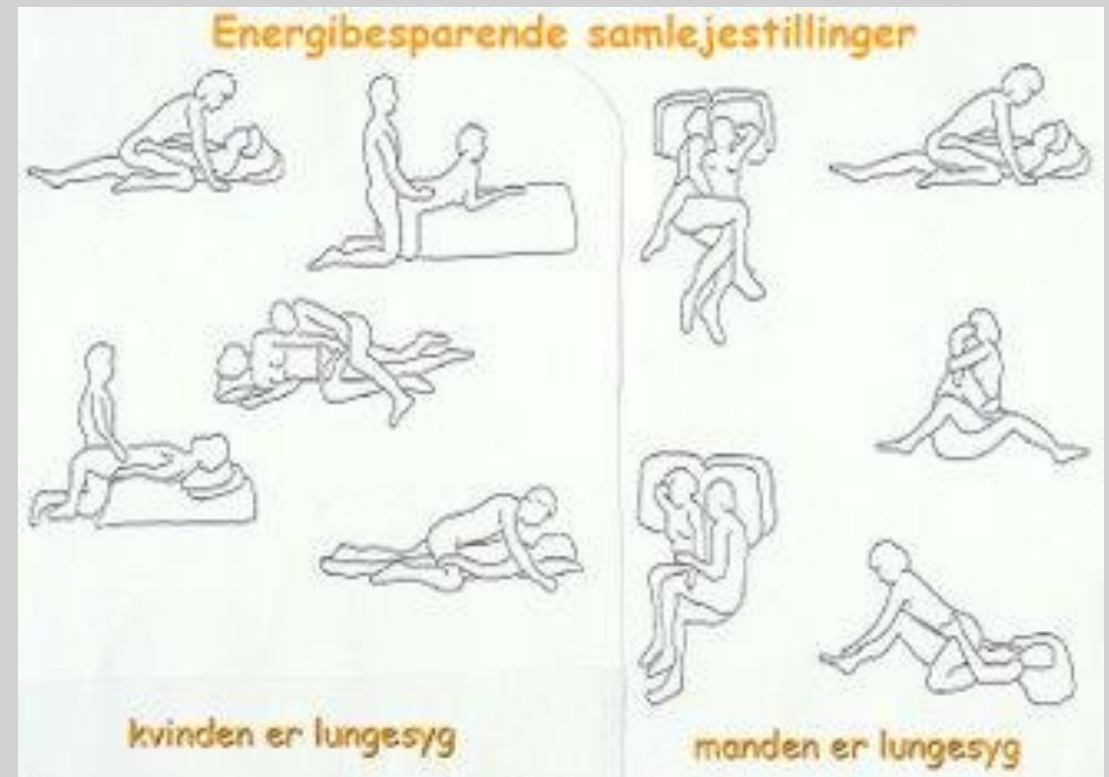 Energibesparende samlejestillinger
kvinden er lungesyg
manden er lungesyg